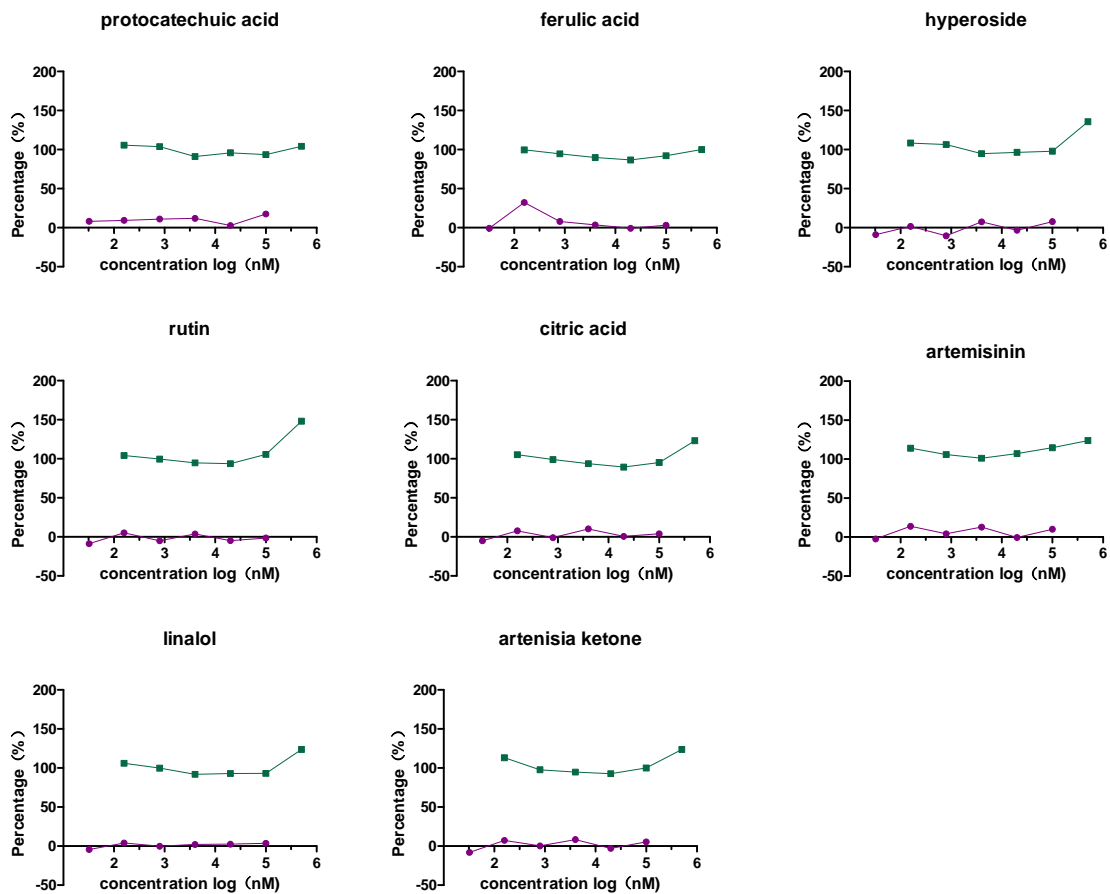 protocatechuic acid
ferulic acid
hyperoside
200
150
100
50
0
-50
Percentage (%)
2 3 4 5 6
concentration log（nM)
200
150
100
50
0
-50
Percentage (%)
2 3 4 5 6
concentration log（nM)
200
150
100
50
0
-50
Percentage (%)
2 3 4 5 6
concentration log（nM)
rutin
citric acid
artemisinin
200
150
100
50
0
-50
Percentage (%)
2 3 4 5 6
concentration log（nM)
200
150
100
50
0
-50
Percentage (%)
2 3 4 5 6
concentration log（nM)
200
150
100
50
0
-50
Percentage (%)
2 3 4 5 6
concentration log（nM)
linalol
artenisia ketone
200
150
100
50
0
-50
Percentage (%)
2 3 4 5 6
concentration log（nM)
200
150
100
50
0
-50
Percentage (%)
2 3 4 5 6
concentration log（nM)